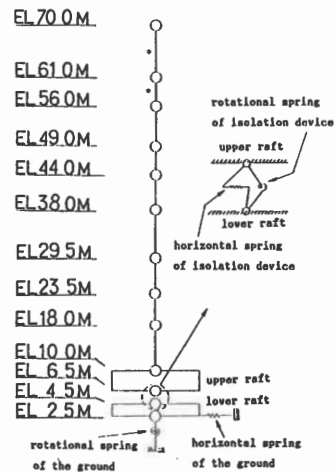 EL70 0M
EL61 0M
EL56 0M
EL49 0M
EL44 0M
EL38 0M
EL29.5M
EL23.5M
EL18 0M
EL10 0M
EL 6.5M
EL 4.5M
EL 2.5M
rotational spring
of isolation device
upper raft
lower raft
horizontal spring
of isolation device
upper raft
lower raft
rotational spring
of the ground
horizontal spring
of the ground